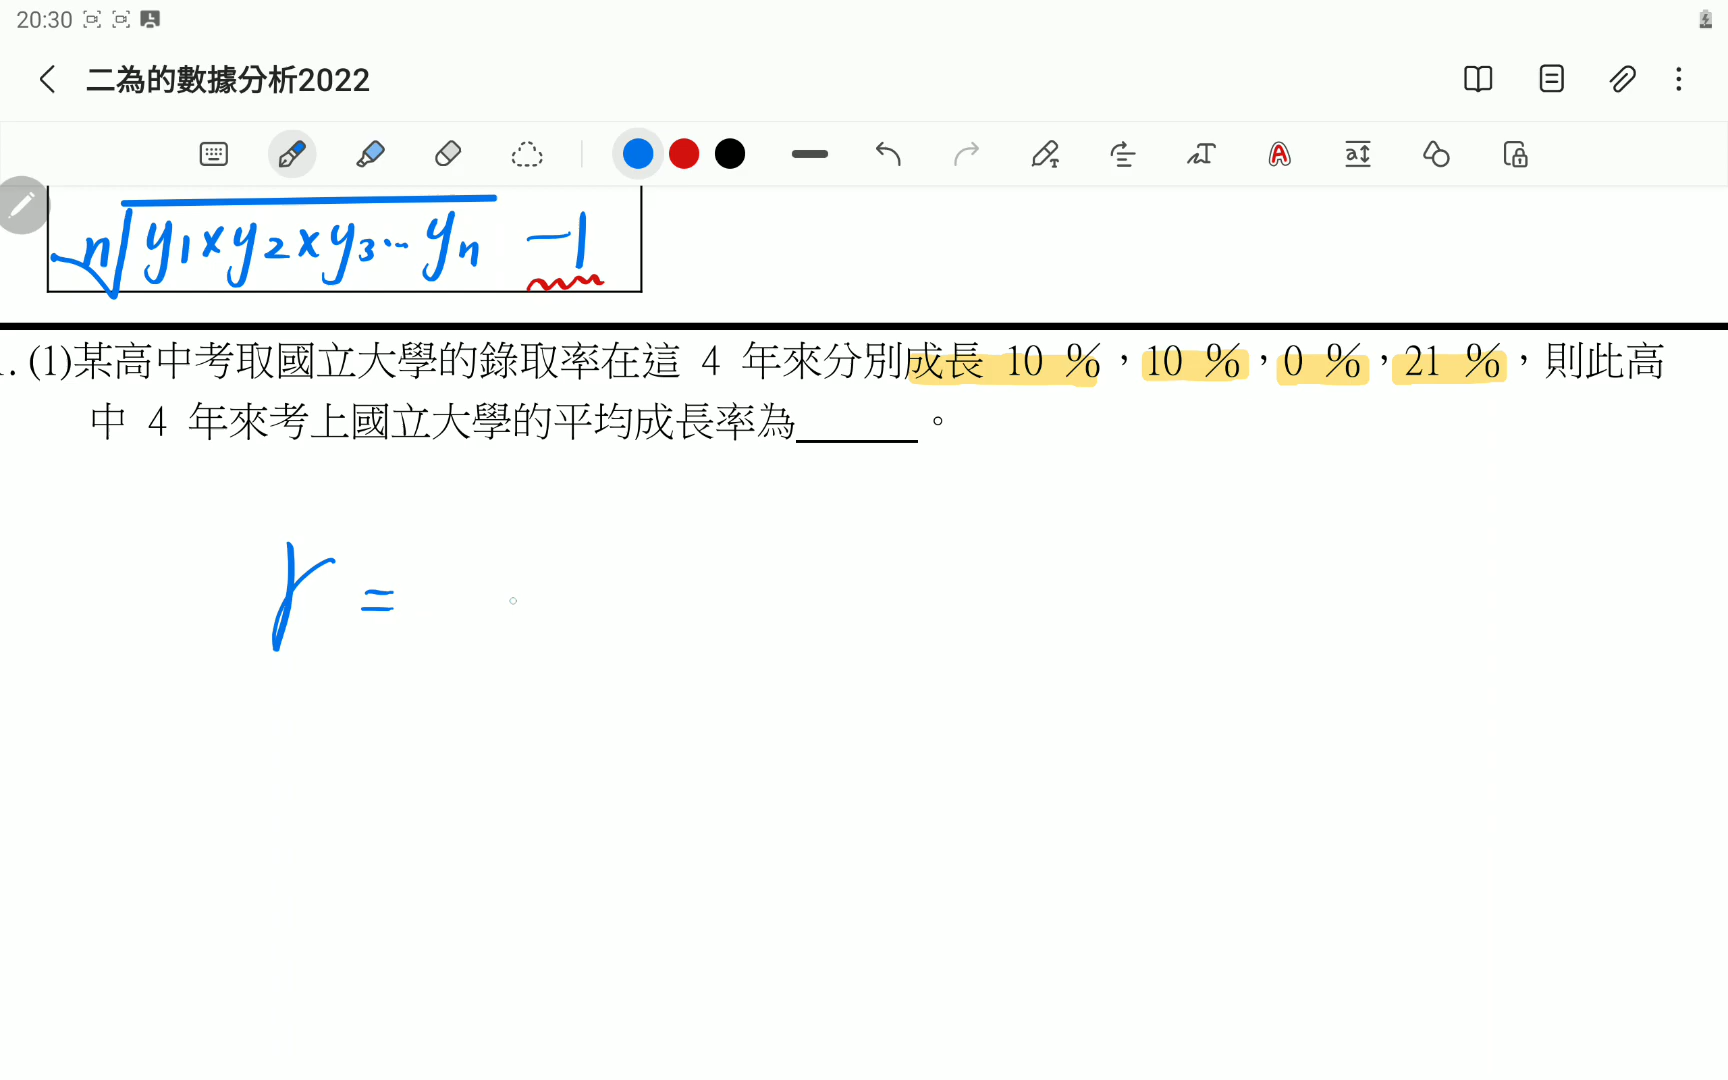 20:30
二為的數據分析2022
n√y₁×y₂×y₃…yₙ -1
. (1)某高中考取國立大學的錄取率在這 4 年來分別成長 10 %，10 %，0 %，21 %，則此高
中 4 年來考上國立大學的平均成長率為______。
r =